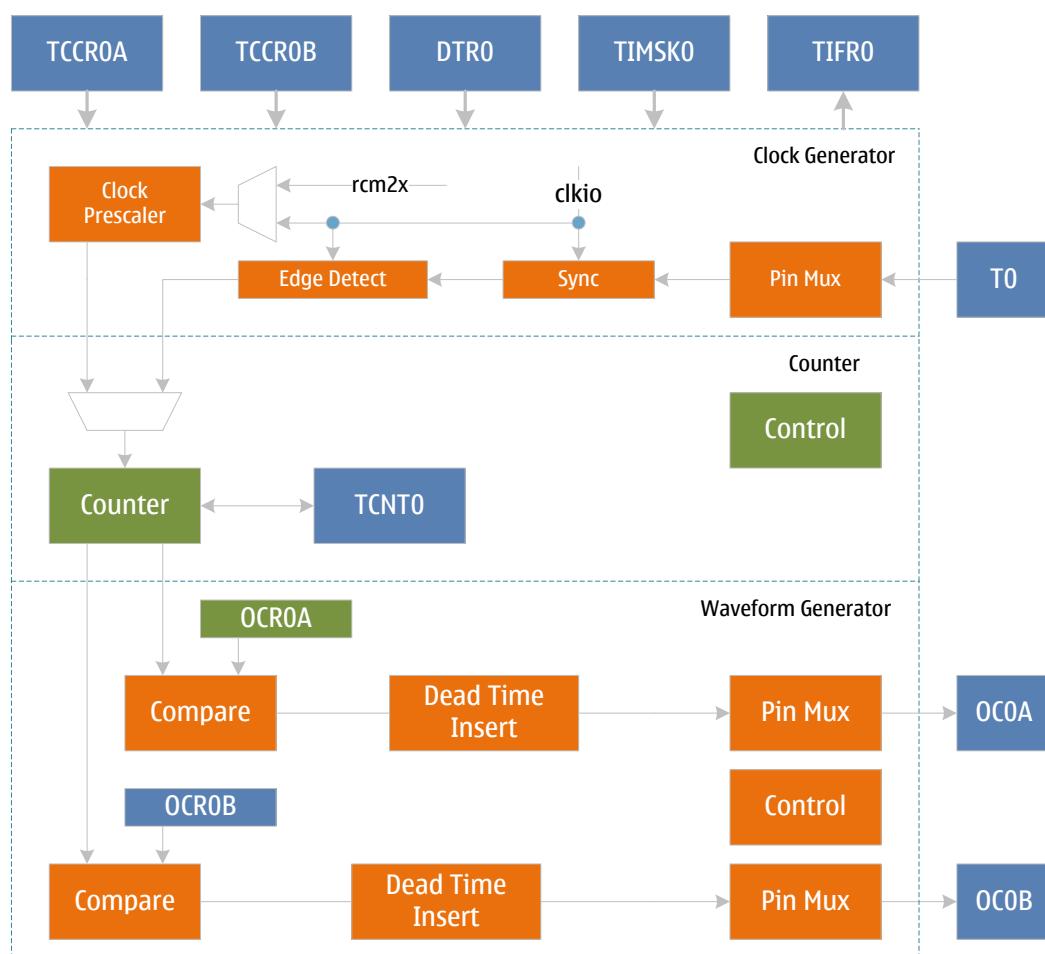 TCCR0A
TCCR0B
DTR0
TIMSK0
TIFR0
Clock Generator
Clock
Prescaler
rcm2x
clkio
Edge Detect
Sync
Pin Mux
T0
Counter
Control
Counter
TCNT0
Waveform Generator
OCR0A
Compare
Dead Time
Insert
Pin Mux
OC0A
OCR0B
Control
Compare
Dead Time
Insert
Pin Mux
OC0B